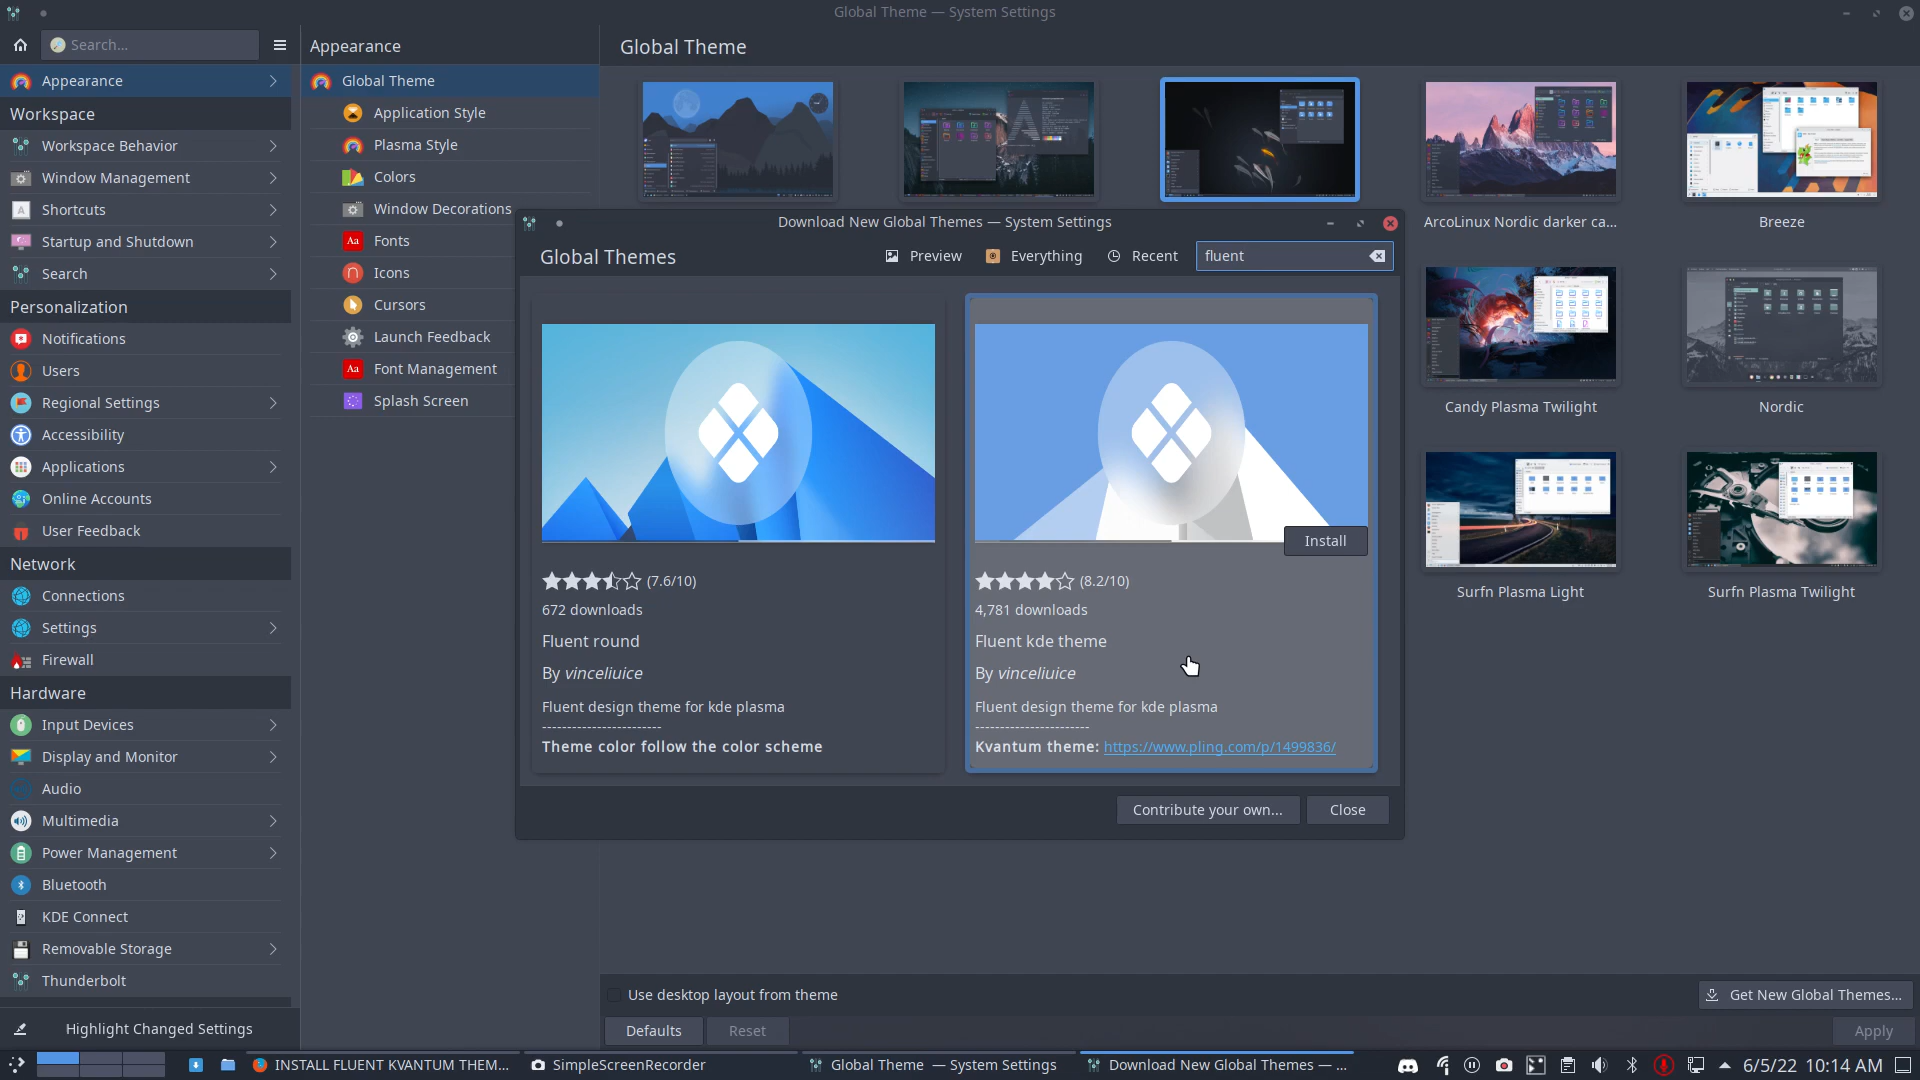 Global Theme — System Settings
Search...
Appearance
Workspace
Workspace Behavior
Window Management
Shortcuts
Startup and Shutdown
Search
Personalization
Notifications
Users
Regional Settings
Accessibility
Applications
Online Accounts
User Feedback
Network
Connections
Settings
Firewall
Hardware
Input Devices
Display and Monitor
Audio
Multimedia
Power Management
Bluetooth
KDE Connect
Removable Storage
Thunderbolt
Highlight Changed Settings
Appearance
Global Theme
Application Style
Plasma Style
Colors
Window Decorations
Aa Fonts
Icons
Cursors
Launch Feedback
Aa Font Management
Splash Screen
Global Theme
ArcoLinux Nordic darker ca...
Breeze
Candy Plasma Twilight
Nordic
Surfn Plasma Light
Surfn Plasma Twilight
Download New Global Themes — System Settings
Global Themes
Preview
Everything
Recent
fluent
(7.6/10)
672 downloads
Fluent round
By vinceliuice
Fluent design theme for kde plasma
------------------------
Theme color follow the color scheme
Install
(8.2/10)
4,781 downloads
Fluent kde theme
By vinceliuice
Fluent design theme for kde plasma
-----------------------
Kvantum theme: https://www.pling.com/p/1499836/
Contribute your own...
Close
Use desktop layout from theme
Get New Global Themes...
Defaults
Reset
Apply
INSTALL FLUENT KVANTUM THEM...
SimpleScreenRecorder
Global Theme — System Settings
Download New Global Themes — ...
6/5/22 10:14 AM